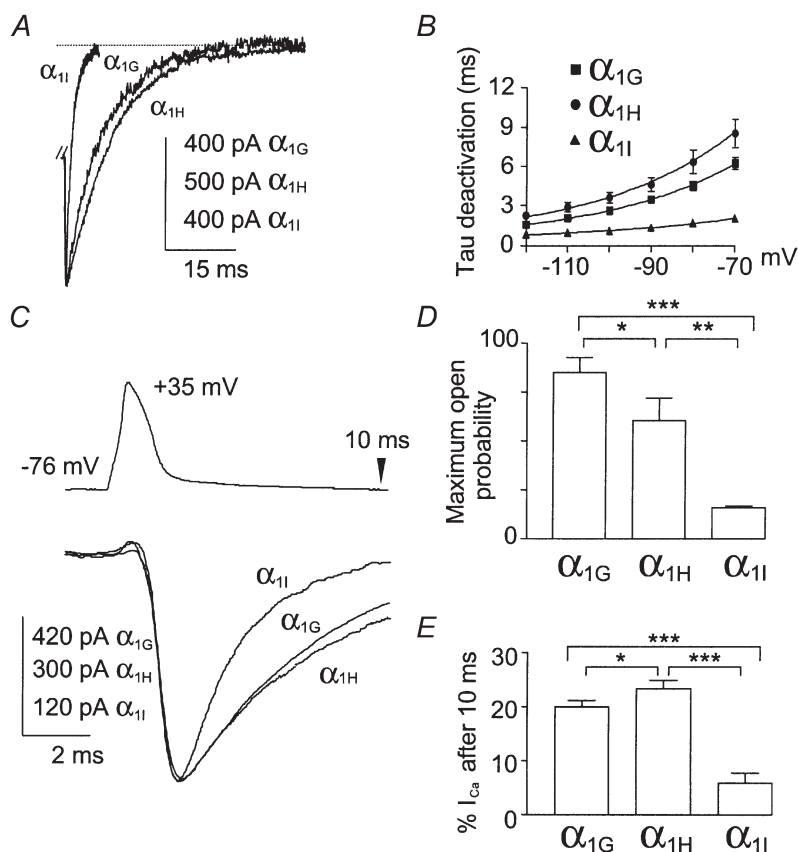 A
α1I
α1G
α1H
400 pA α1G
500 pA α1H
400 pA α1I
15 ms
B
Tau deactivation (ms)
12
9
6
3
0
α1G
α1H
α1I
-110
-90
-70
mV
C
+35 mV
-76 mV
10 ms
α1I
α1G
α1H
420 pA α1G
300 pA α1H
120 pA α1I
2 ms
D
Maximum open
probability
100
0
***
*
**
α1G
α1H
α1I
E
% ICa after 10 ms
30
20
10
0
***
*
***
α1G
α1H
α1I